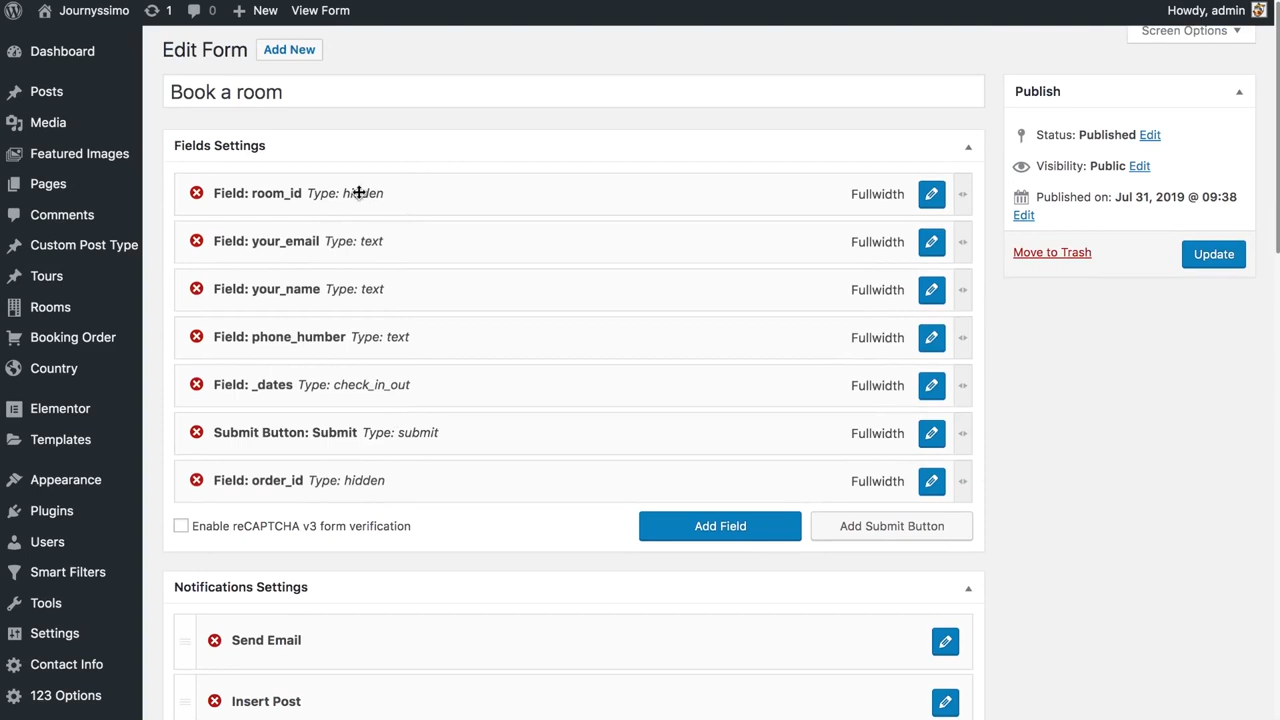 Journyssimo 1 0 New View Form Howdy, admin
Screen Options
Dashboard
Posts
Media
Featured Images
Pages
Comments
Custom Post Type
Tours
Rooms
Booking Order
Country
Elementor
Templates
Appearance
Plugins
Users
Smart Filters
Tools
Settings
Contact Info
123 Options
Edit Form Add New
Book a room
Fields Settings
Field: room_id Type: hidden Fullwidth
Field: your_email Type: text Fullwidth
Field: your_name Type: text Fullwidth
Field: phone_humber Type: text Fullwidth
Field: _dates Type: check_in_out Fullwidth
Submit Button: Submit Type: submit Fullwidth
Field: order_id Type: hidden Fullwidth
Enable reCAPTCHA v3 form verification Add Field Add Submit Button
Notifications Settings
Send Email
Insert Post
Publish
Status: Published Edit
Visibility: Public Edit
Published on: Jul 31, 2019 @ 09:38
Edit
Move to Trash Update